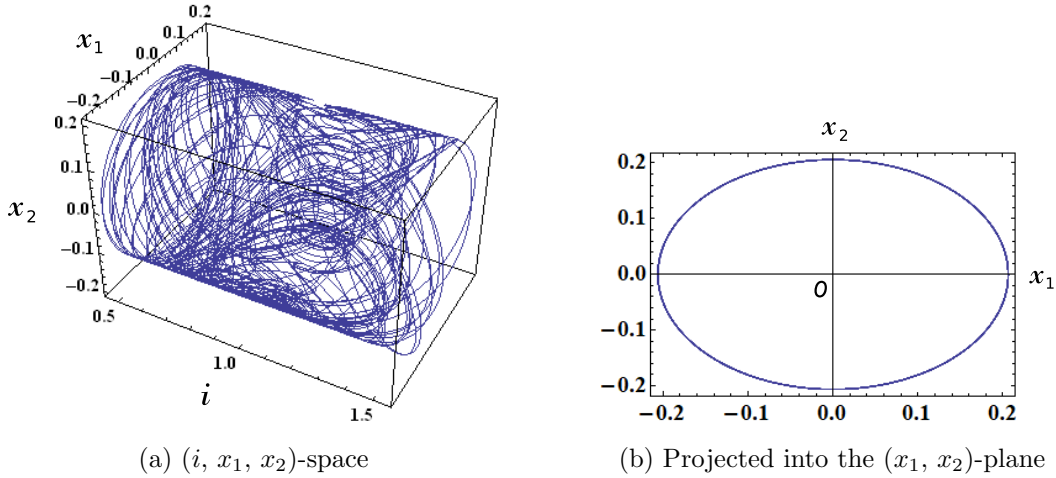 0.2
0.1
x₁
0.0
−0.1
−0.2
0.2
0.1
x₂
0.0
−0.1
−0.2
0.5
1.0
i
1.5
(a) (i, x₁, x₂)-space
x₂
0.2
0.1
0.0
O
x₁
−0.1
−0.2
−0.2 −0.1 0.0 0.1 0.2
(b) Projected into the (x₁, x₂)-plane